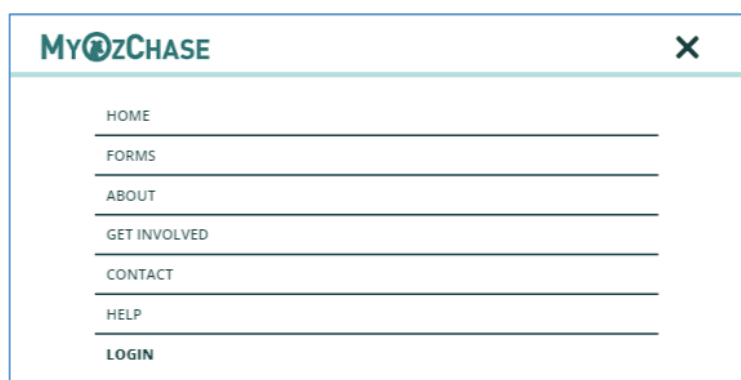 MYOZCHASE
HOME
FORMS
ABOUT
GET INVOLVED
CONTACT
HELP
LOGIN